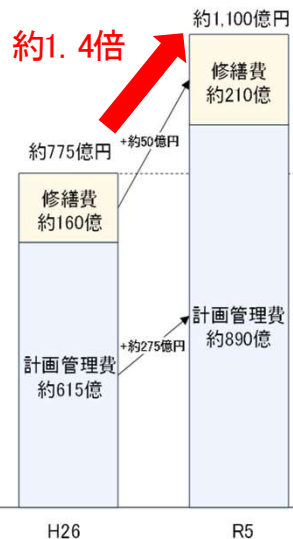 約1,100億円
約1.4倍
修繕費
約210億
+約50億円
約775億円
修繕費
約160億
計画管理費
約890億
+約275億円
計画管理費
約615億
H26
R5